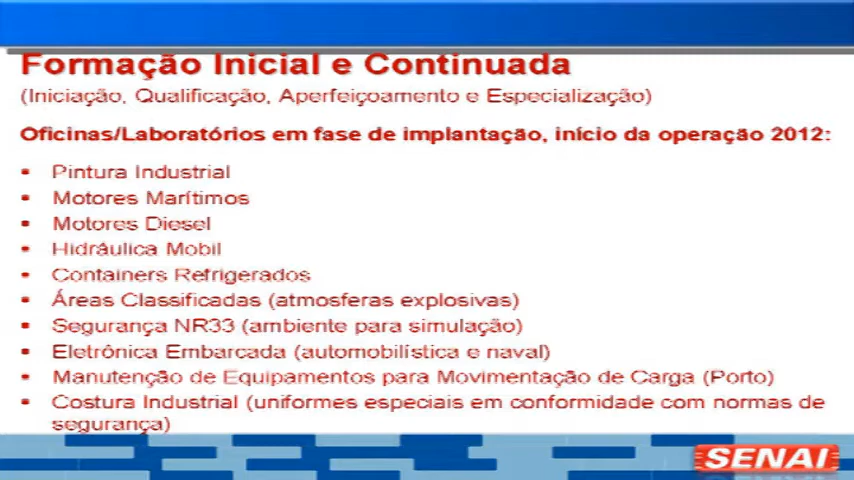 Formação Inicial e Continuada
(Iniciação, Qualificação, Aperfeiçoamento e Especialização)
Oficinas/Laboratórios em fase de implantação, início da operação 2012:
• Pintura Industrial
• Motores Marítimos
• Motores Diesel
• Hidráulica Mobil
• Containers Refrigerados
• Áreas Classificadas (atmosferas explosivas)
• Segurança NR33 (ambiente para simulação)
• Eletrônica Embarcada (automobilística e naval)
• Manutenção de Equipamentos para Movimentação de Carga (Porto)
• Costura Industrial (uniformes especiais em conformidade com normas de
segurança)
SENAI